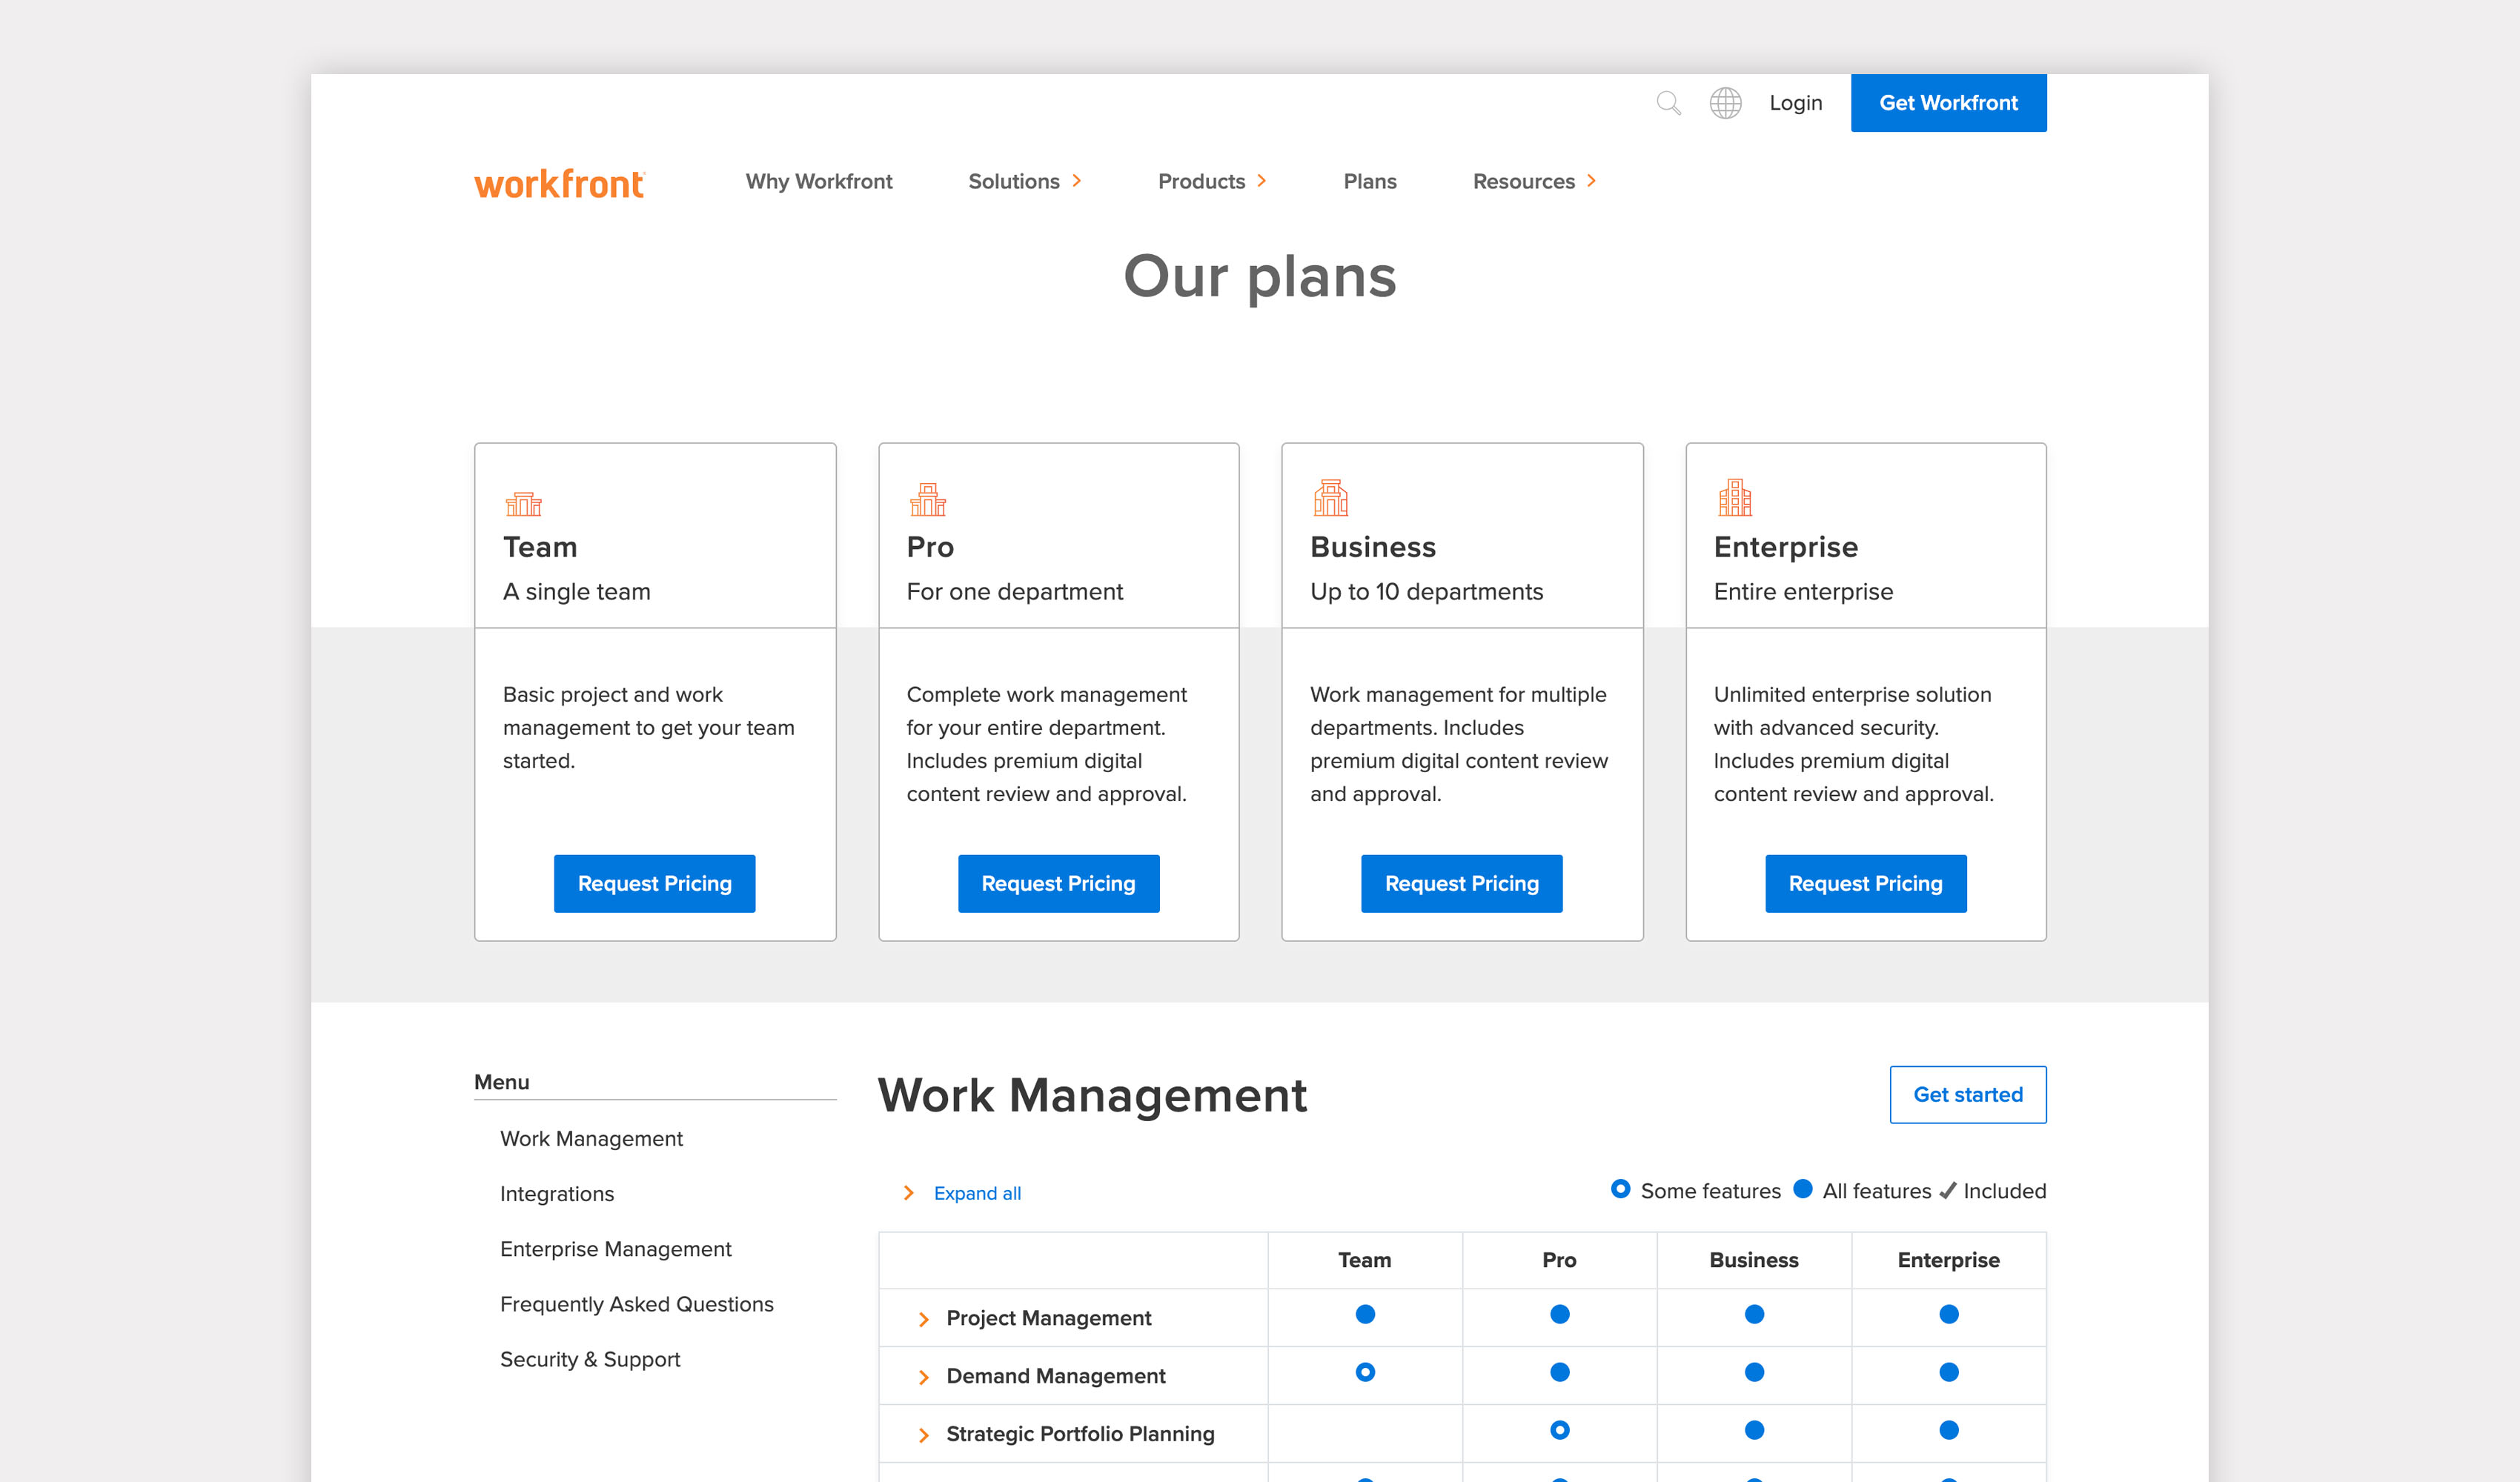 Login
Get Workfront
workfront
Why Workfront
Solutions
Products
Plans
Resources
Our plans
Team
A single team
Basic project and work
management to get your team
started.
Request Pricing
Pro
For one department
Complete work management
for your entire department.
Includes premium digital
content review and approval.
Request Pricing
Business
Up to 10 departments
Work management for multiple
departments. Includes
premium digital content review
and approval.
Request Pricing
Enterprise
Entire enterprise
Unlimited enterprise solution
with advanced security.
Includes premium digital
content review and approval.
Request Pricing
Menu
Work Management
Integrations
Enterprise Management
Frequently Asked Questions
Security & Support
Work Management
Get started
Expand all
Some features
All features
Included
Team Pro Business Enterprise
Project Management
Demand Management
Strategic Portfolio Planning